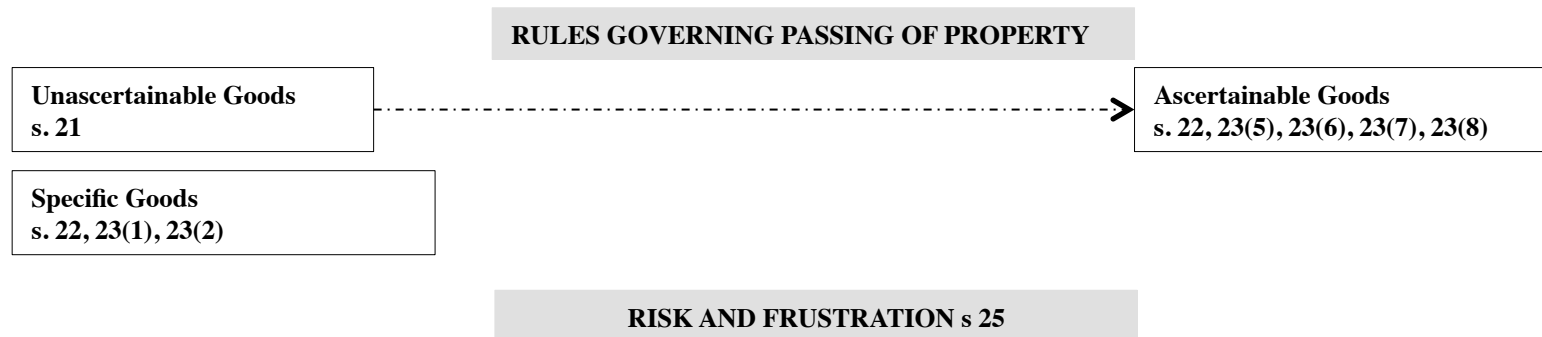 RULES GOVERNING PASSING OF PROPERTY
Unascertainable Goods
s. 21
Ascertainable Goods
s. 22, 23(5), 23(6), 23(7), 23(8)
Specific Goods
s. 22, 23(1), 23(2)
RISK AND FRUSTRATION s 25